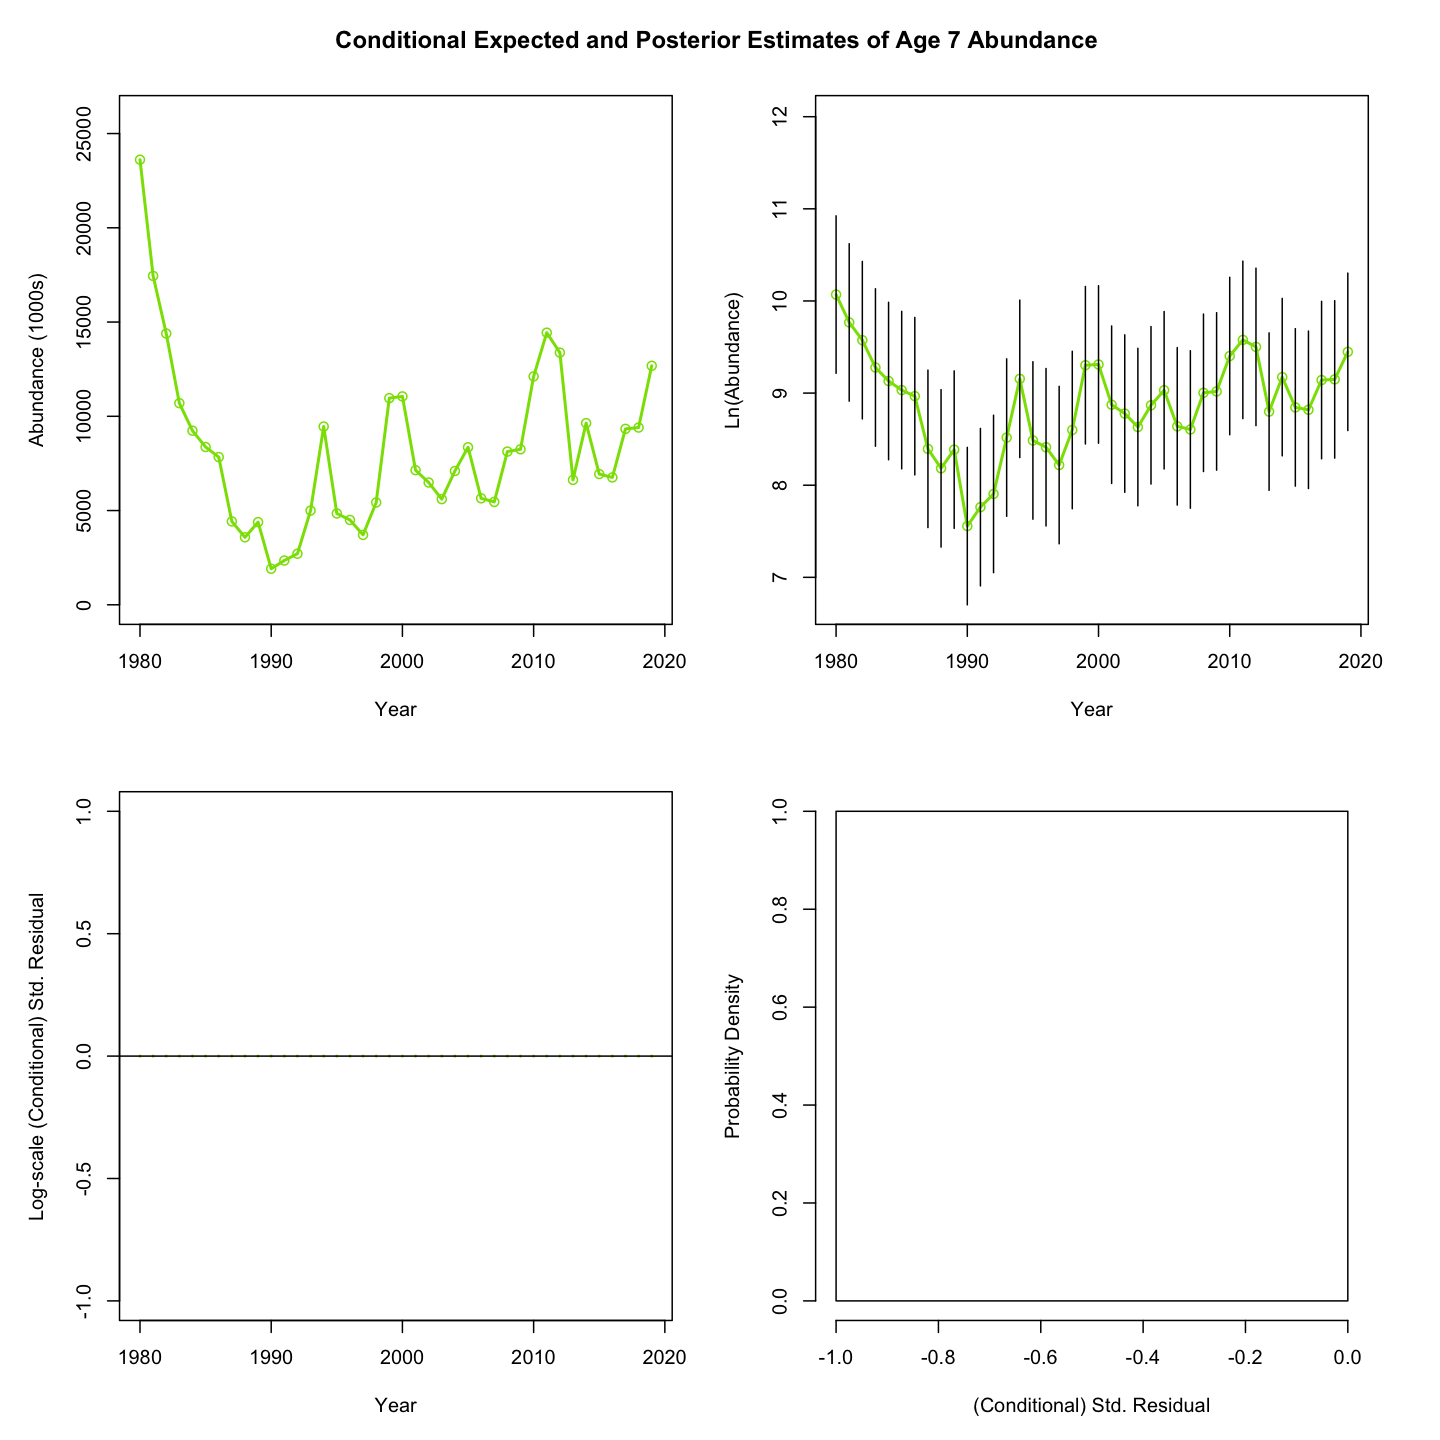 Conditional Expected and Posterior Estimates of Age 7 Abundance
Abundance (1000s)
25000
20000
15000
10000
5000
0
1980 1990 2000 2010 2020
Year
Ln(Abundance)
12
11
10
9
8
7
1980 1990 2000 2010 2020
Year
Log-scale (Conditional) Std. Residual
1.0
0.5
0.0
-0.5
-1.0
1980 1990 2000 2010 2020
Year
Probability Density
1.0
0.8
0.6
0.4
0.2
0.0
-1.0 -0.8 -0.6 -0.4 -0.2 0.0
(Conditional) Std. Residual